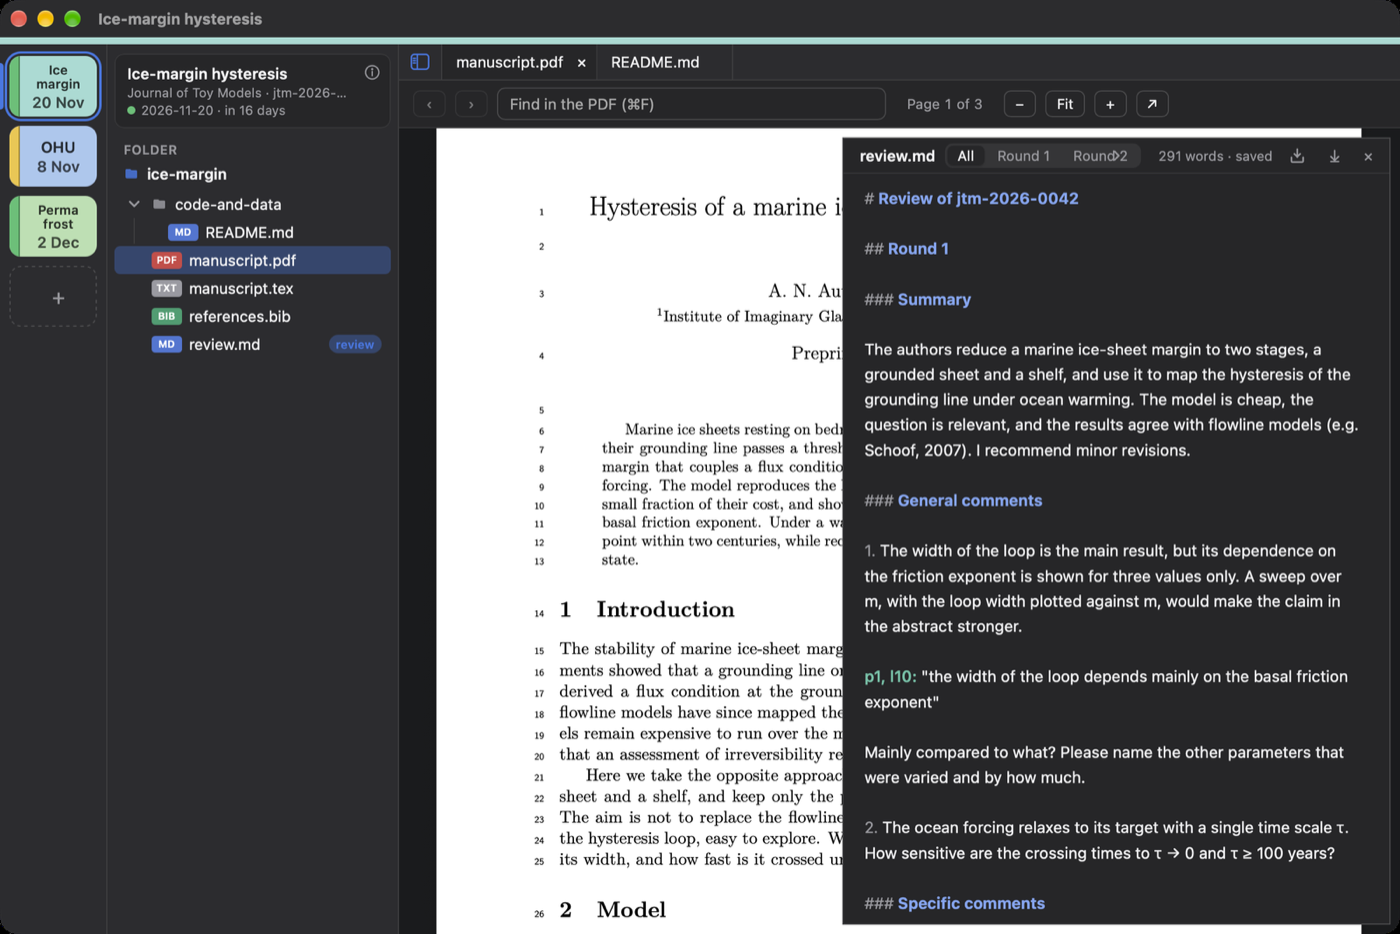 Ice-margin hysteresis
Ice
margin
20 Nov
OHU
8 Nov
Perma
frost
2 Dec
+
Ice-margin hysteresis
Journal of Toy Models · jtm-2026-...
2026-11-20 · in 16 days
FOLDER
ice-margin
code-and-data
MD README.md
PDF manuscript.pdf
TXT manuscript.tex
BIB references.bib
MD review.md review
manuscript.pdf × README.md
‹ › Find in the PDF (⌘F) Page 1 of 3 − Fit + ↗
1 Hysteresis of a marine i
2
3 A. N. Au
¹Institute of Imaginary Gla
4 Prepri
5
6 Marine ice sheets resting on bedr
7 their grounding line passes a thresh
8 margin that couples a flux conditio
9 forcing. The model reproduces the
10 small fraction of their cost, and sho
11 basal friction exponent. Under a wa
12 point within two centuries, while rec
13 state.
14 1 Introduction
15 The stability of marine ice-sheet marg
16 ments showed that a grounding line o
17 derived a flux condition at the groun
18 flowline models have since mapped the
19 els remain expensive to run over the m
20 that an assessment of irreversibility re
21 Here we take the opposite approac
22 sheet and a shelf, and keep only the
23 The aim is not to replace the flowline
24 the hysteresis loop, easy to explore. W
25 its width, and how fast is it crossed u
26 2 Model
review.md All Round 1 Round 2 291 words · saved ×
# Review of jtm-2026-0042
## Round 1
### Summary
The authors reduce a marine ice-sheet margin to two stages, a
grounded sheet and a shelf, and use it to map the hysteresis of the
grounding line under ocean warming. The model is cheap, the
question is relevant, and the results agree with flowline models (e.g.
Schoof, 2007). I recommend minor revisions.
### General comments
1. The width of the loop is the main result, but its dependence on
the friction exponent is shown for three values only. A sweep over
m, with the loop width plotted against m, would make the claim in
the abstract stronger.
p1, l10: "the width of the loop depends mainly on the basal friction
exponent"
Mainly compared to what? Please name the other parameters that
were varied and by how much.
2. The ocean forcing relaxes to its target with a single time scale τ.
How sensitive are the crossing times to τ → 0 and τ ≥ 100 years?
### Specific comments